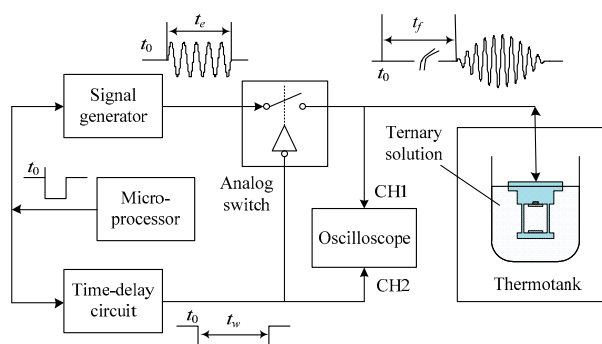 t0
te
t0
tf
Signal
generator
Analog
switch
Ternary
solution
t0
Micro-
processor
CH1
Oscilloscope
CH2
Thermotank
Time-delay
circuit
t0
tw